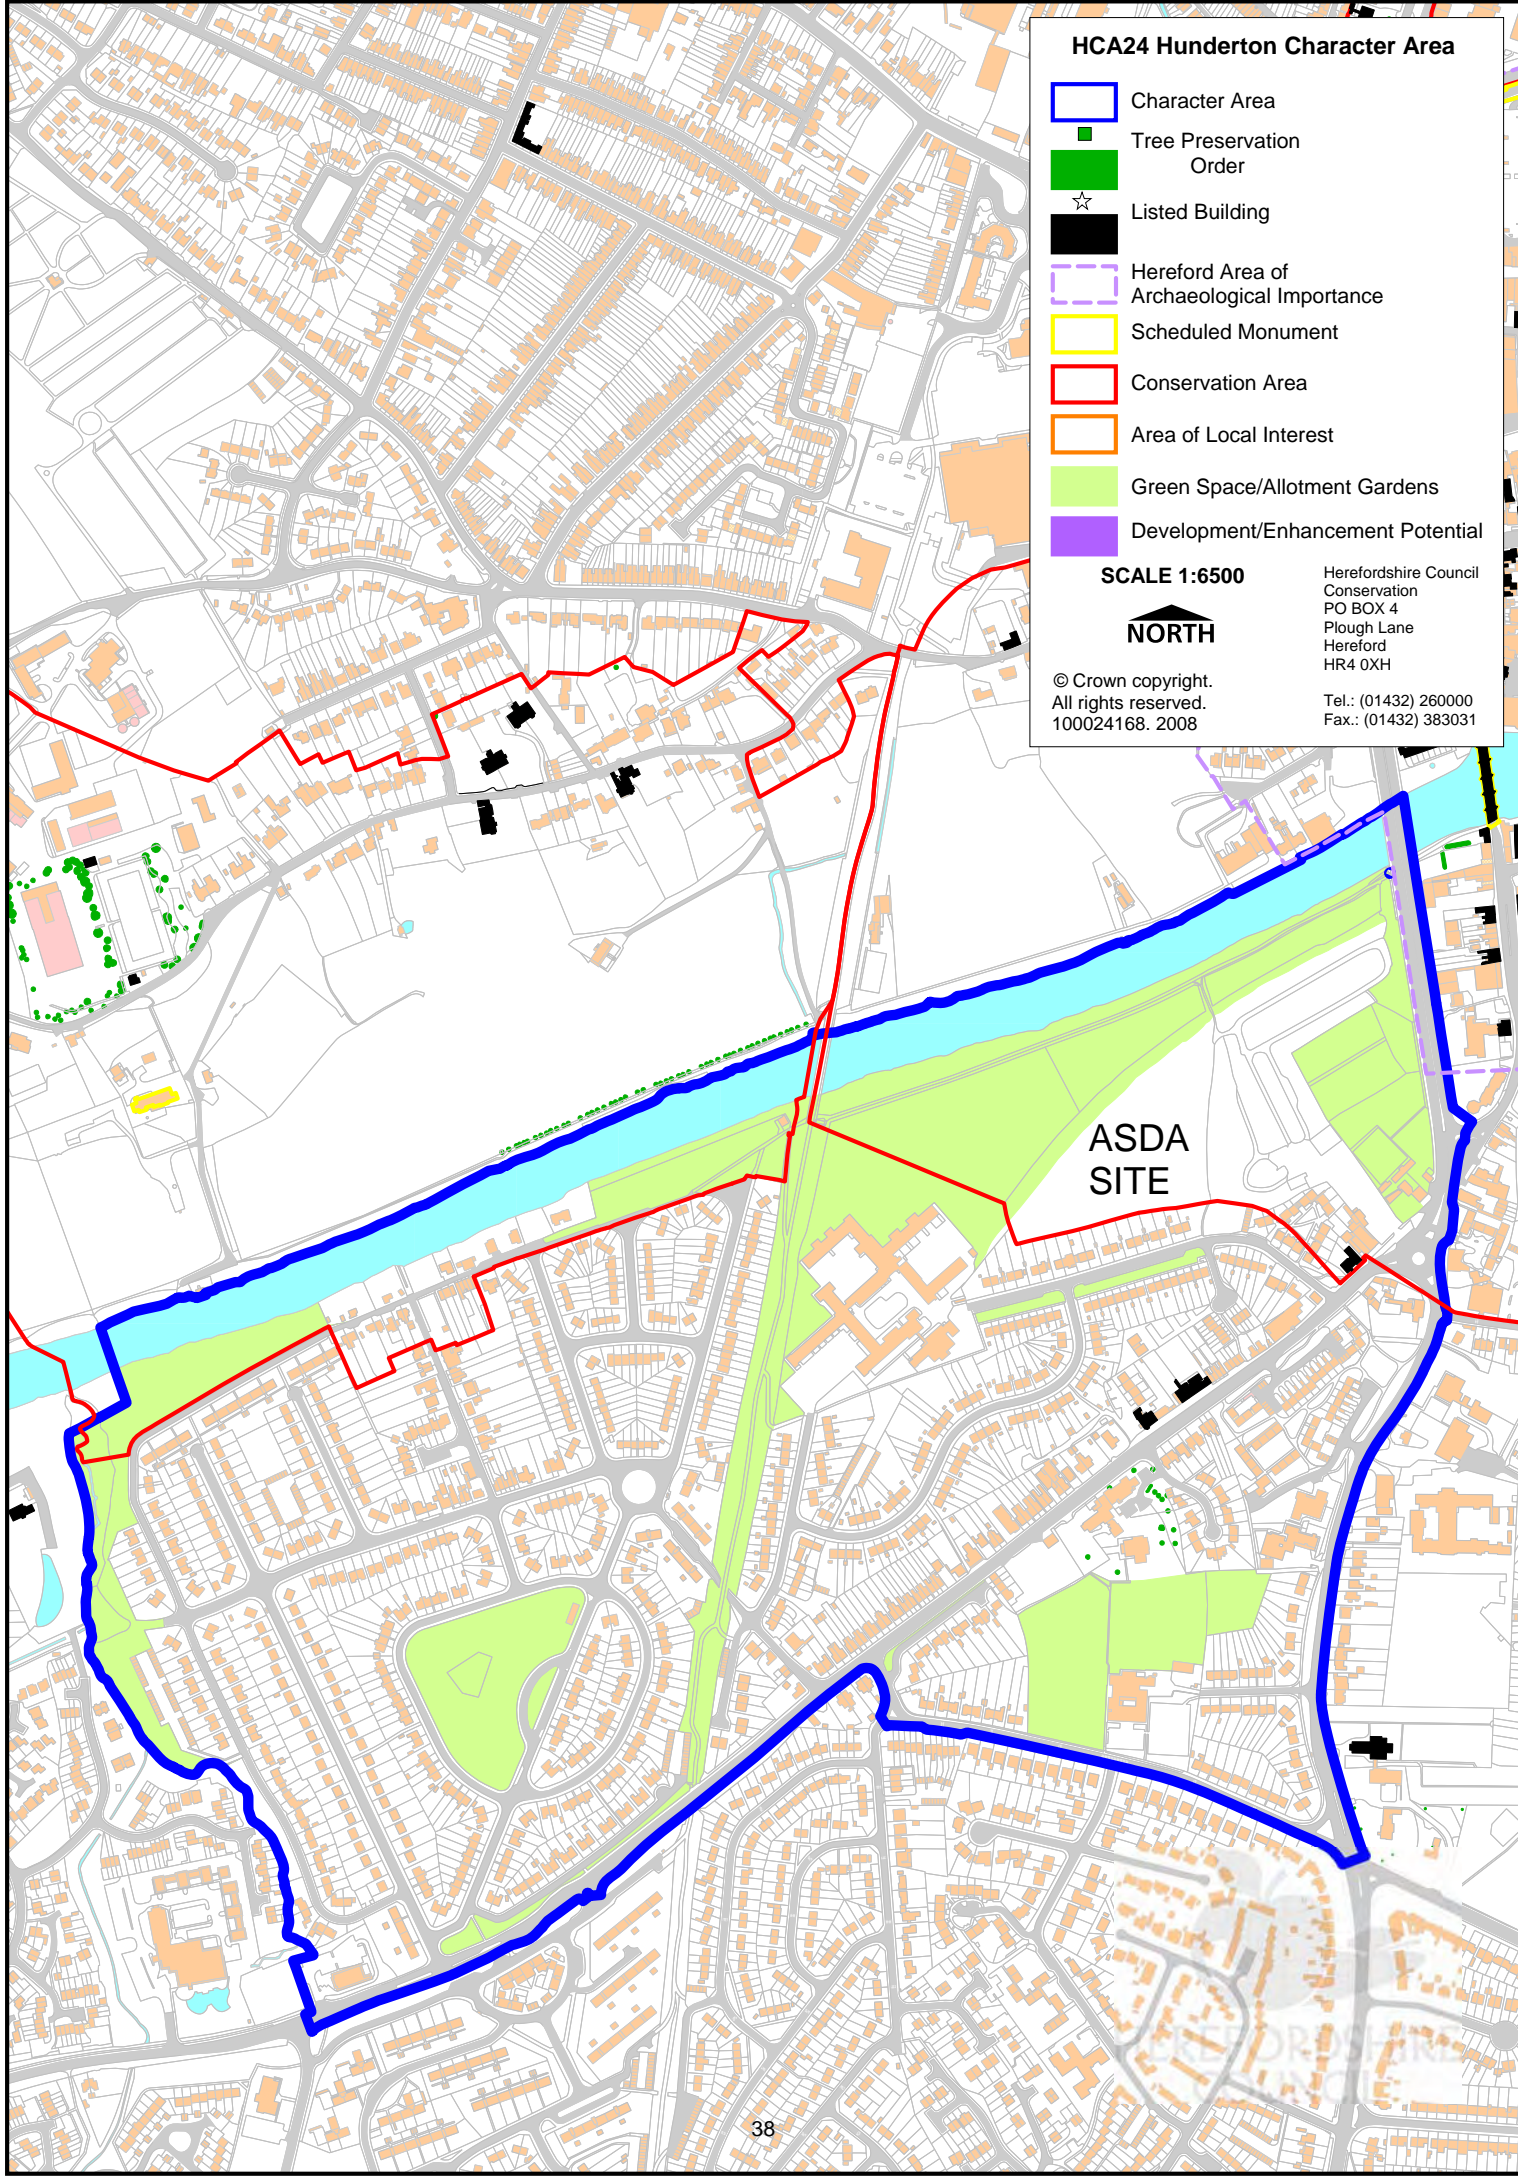 HCA24 Hunderton Character Area
Character Area
Tree Preservation
Order
Listed Building
Hereford Area of
Archaeological Importance
Scheduled Monument
Conservation Area
Area of Local Interest
Green Space/Allotment Gardens
Development/Enhancement Potential
SCALE 1:6500
NORTH
© Crown copyright.
All rights reserved.
100024168. 2008
Herefordshire Council
Conservation
PO BOX 4
Plough Lane
Hereford
HR4 0XH
Tel.: (01432) 260000
Fax.: (01432) 383031
ASDA
SITE
HEREFORDSHIRE
COUNCIL
38